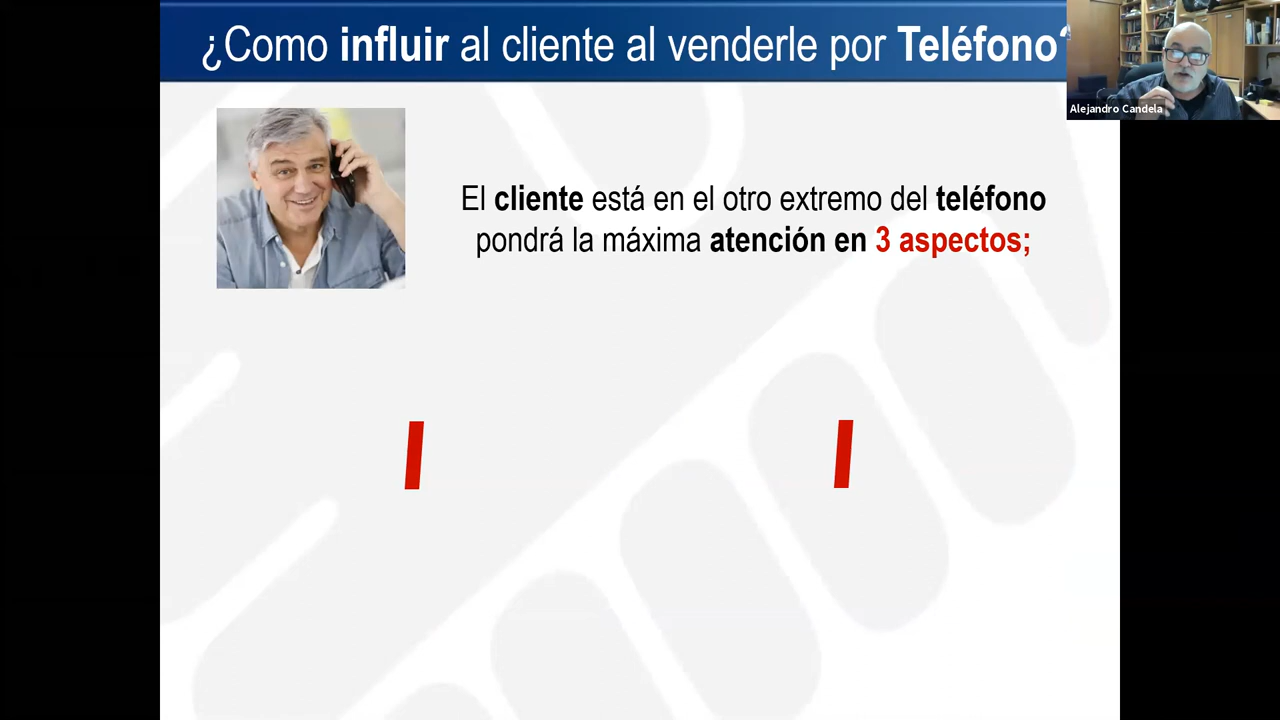 ¿Como influir al cliente al venderle por Teléfono?
Alejandro Candela
El cliente está en el otro extremo del teléfono
pondrá la máxima atención en 3 aspectos;